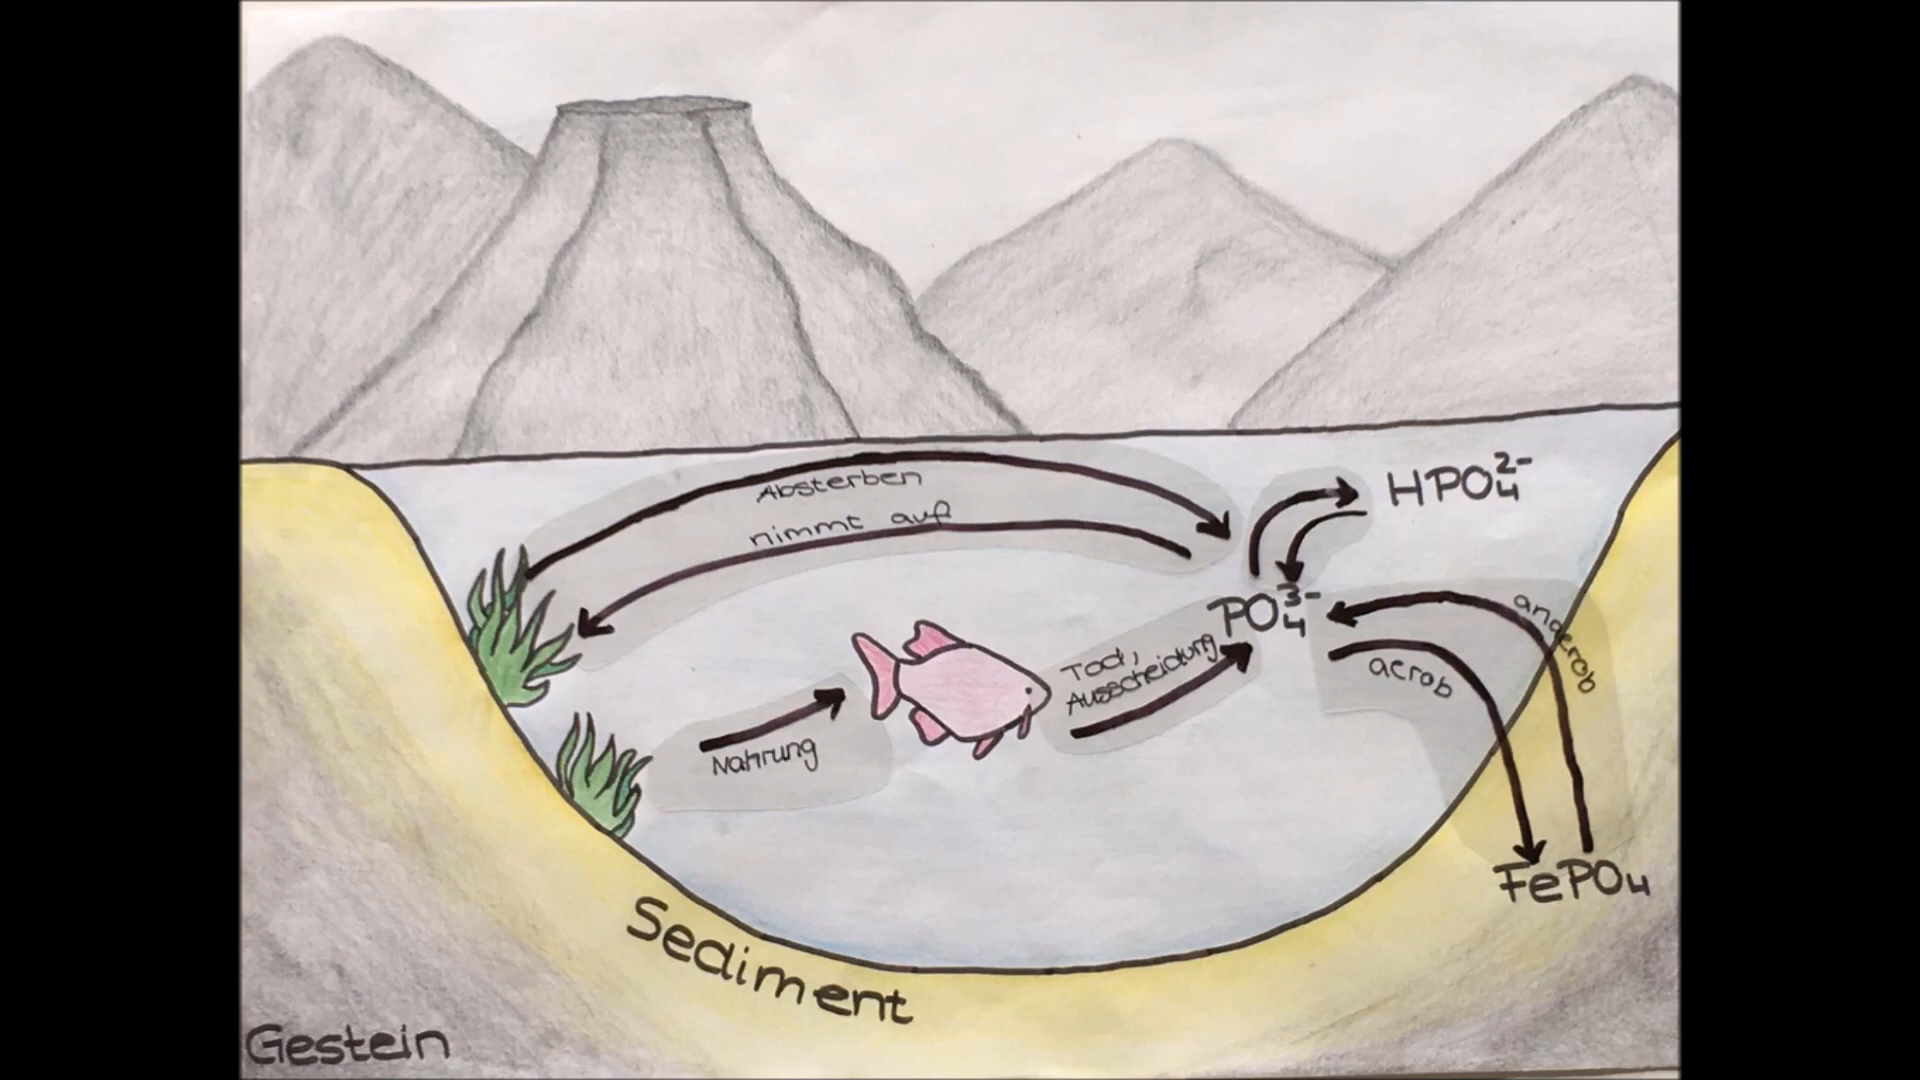 HPO₄²⁻
Absterben
nimmt auf
PO₄³⁻
anaerob
aerob
Tod,
Ausscheidung
Nahrung
FePO₄
Sediment
Gestein